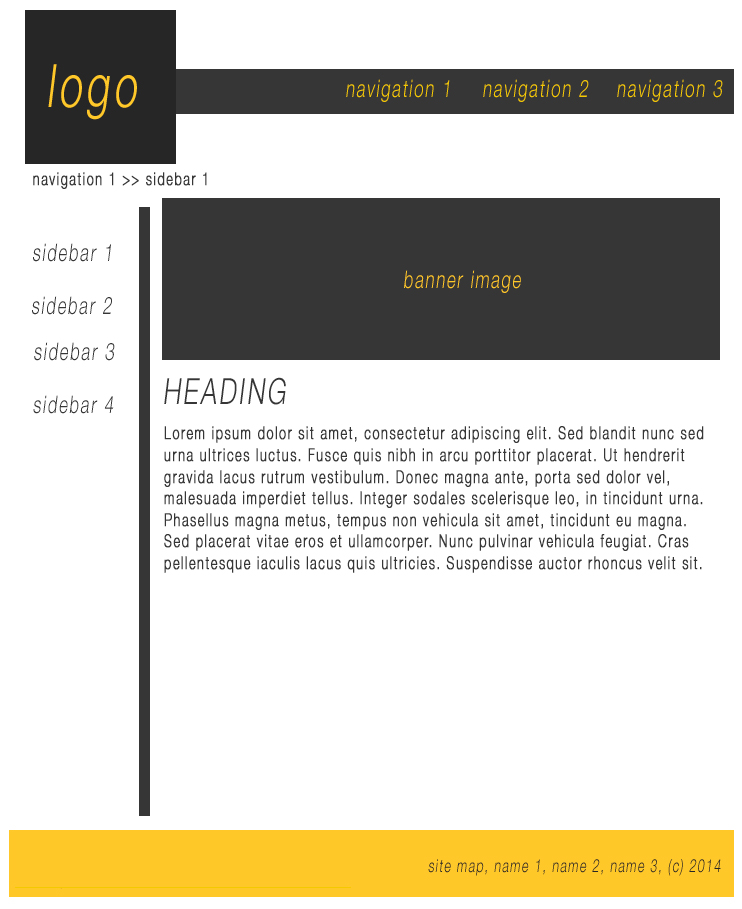 logo
navigation 1 navigation 2 navigation 3
navigation 1 >> sidebar 1
sidebar 1
sidebar 2
sidebar 3
sidebar 4
banner image
HEADING
Lorem ipsum dolor sit amet, consectetur adipiscing elit. Sed blandit nunc sed
urna ultrices luctus. Fusce quis nibh in arcu porttitor placerat. Ut hendrerit
gravida lacus rutrum vestibulum. Donec magna ante, porta sed dolor vel,
malesuada imperdiet tellus. Integer sodales scelerisque leo, in tincidunt urna.
Phasellus magna metus, tempus non vehicula sit amet, tincidunt eu magna.
Sed placerat vitae eros et ullamcorper. Nunc pulvinar vehicula feugiat. Cras
pellentesque iaculis lacus quis ultricies. Suspendisse auctor rhoncus velit sit.
site map, name 1, name 2, name 3, (c) 2014